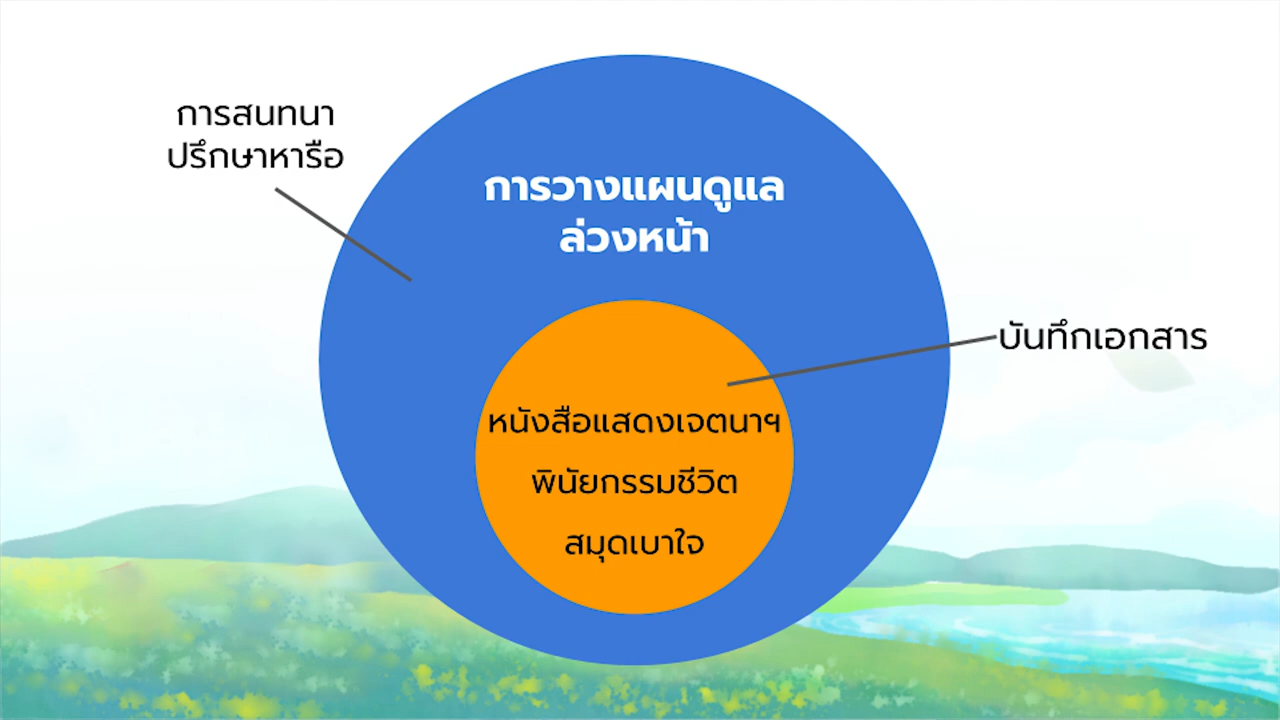 การสนทนา
ปรึกษาหารือ
การวางแผนดูแล
ล่วงหน้า
บันทึกเอกสาร
หนังสือแสดงเจตนาฯ
พินัยกรรมชีวิต
สมุดเบาใจ